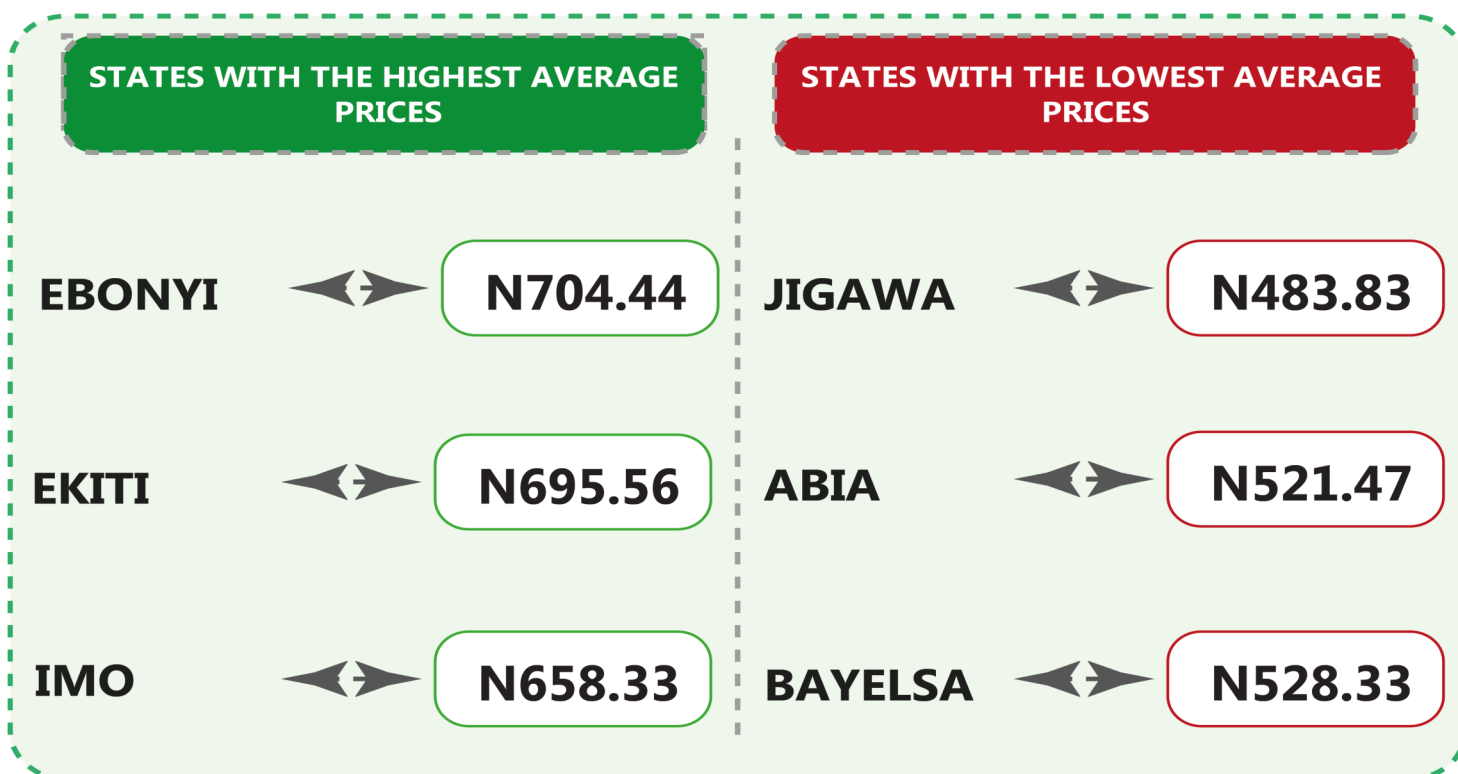 STATES WITH THE HIGHEST AVERAGE
PRICES
EBONYI N704.44
EKITI N695.56
IMO N658.33
STATES WITH THE LOWEST AVERAGE
PRICES
JIGAWA N483.83
ABIA N521.47
BAYELSA N528.33